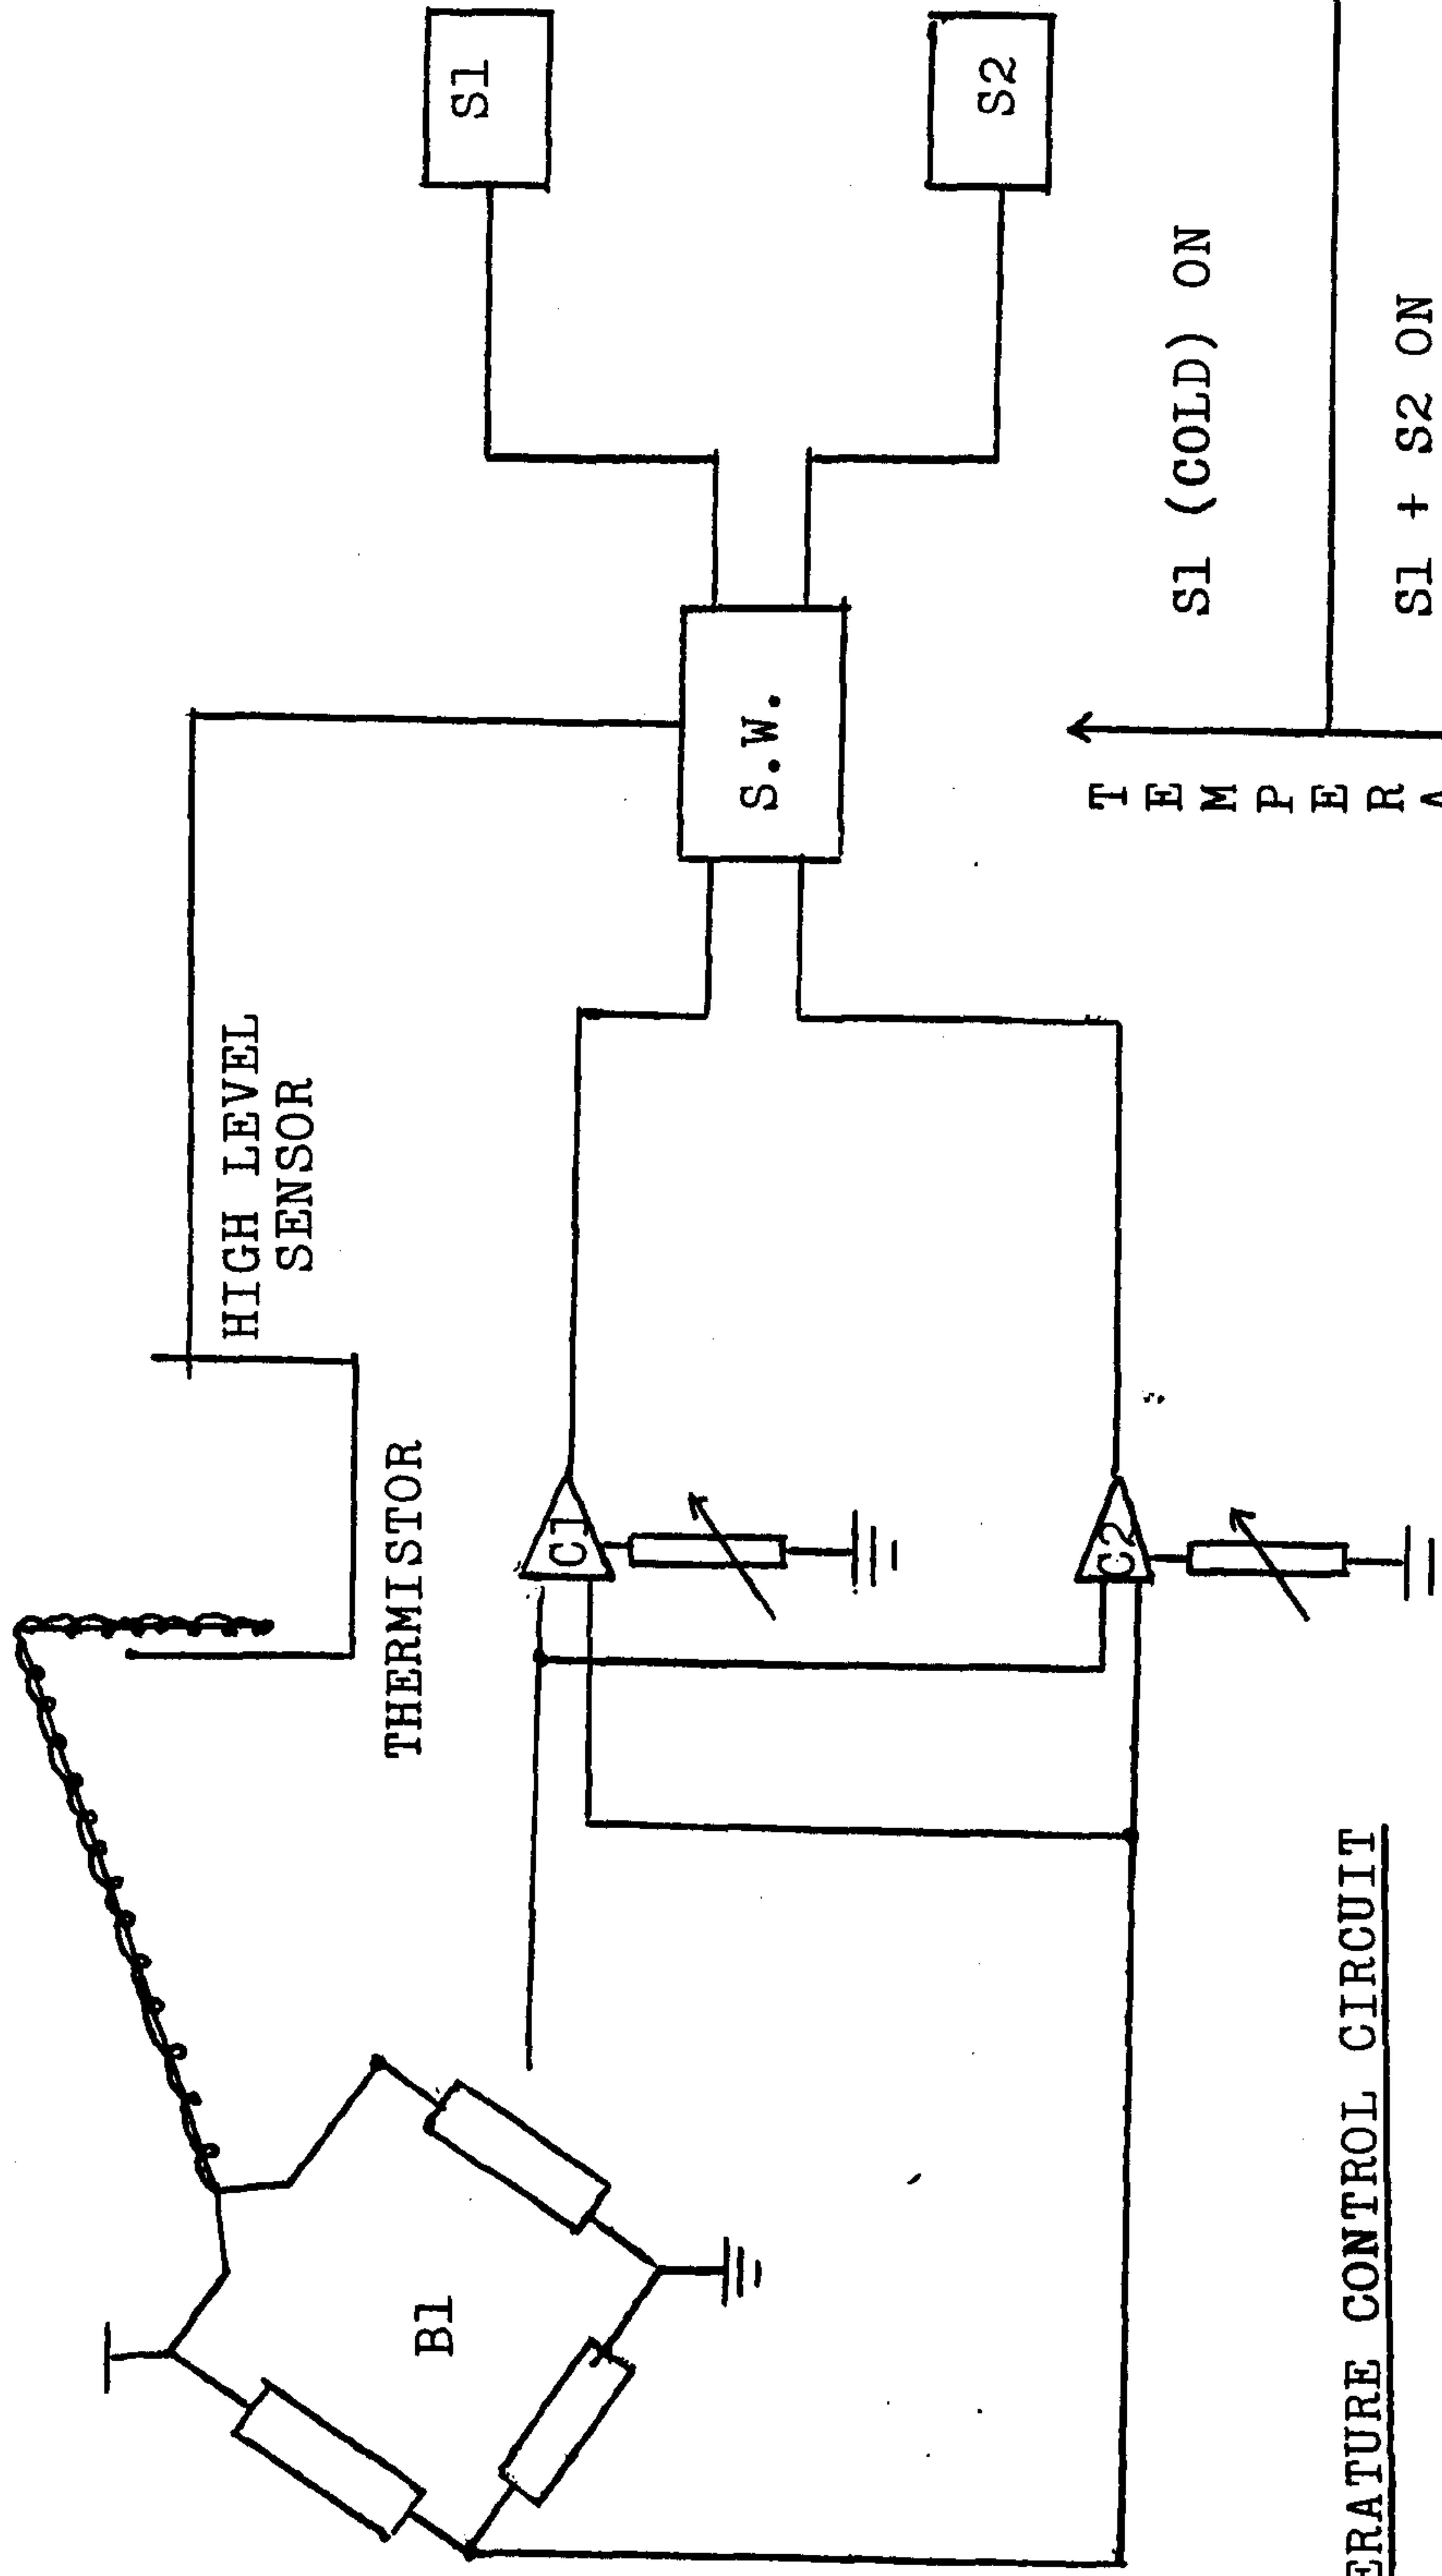 HIGH LEVEL
SENSOR
THERMISTOR
S1
S2
S.W.
C1
C2
B1
S1 (COLD) ON
S1 + S2 ON
T
E
M
P
E
R
ERATURE CONTROL CIRCUIT